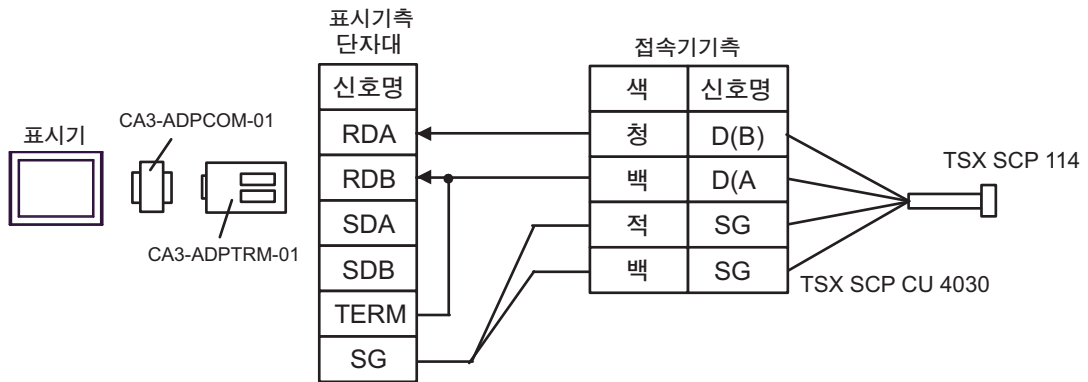 표시기
CA3-ADPCOM-01
CA3-ADPTRM-01
표시기측
단자대
신호명
RDA
RDB
SDA
SDB
TERM
SG
접속기기측
색 신호명
청 D(B)
백 D(A
적 SG
백 SG
TSX SCP 114
TSX SCP CU 4030